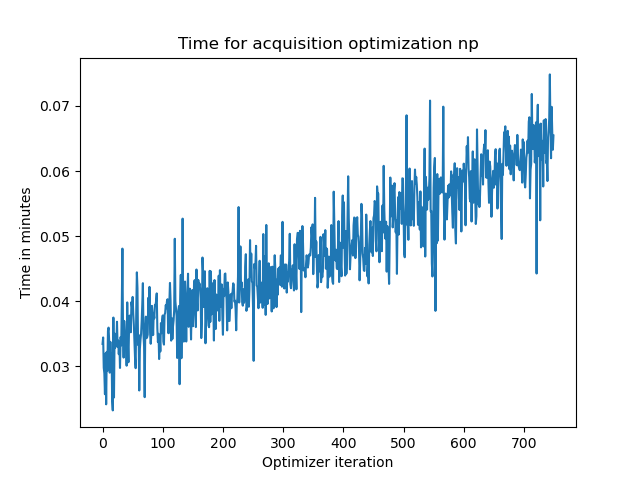 Time for acquisition optimization np
0.07
0.06
0.05
0.04
0.03
Time in minutes
0 100 200 300 400 500 600 700
Optimizer iteration